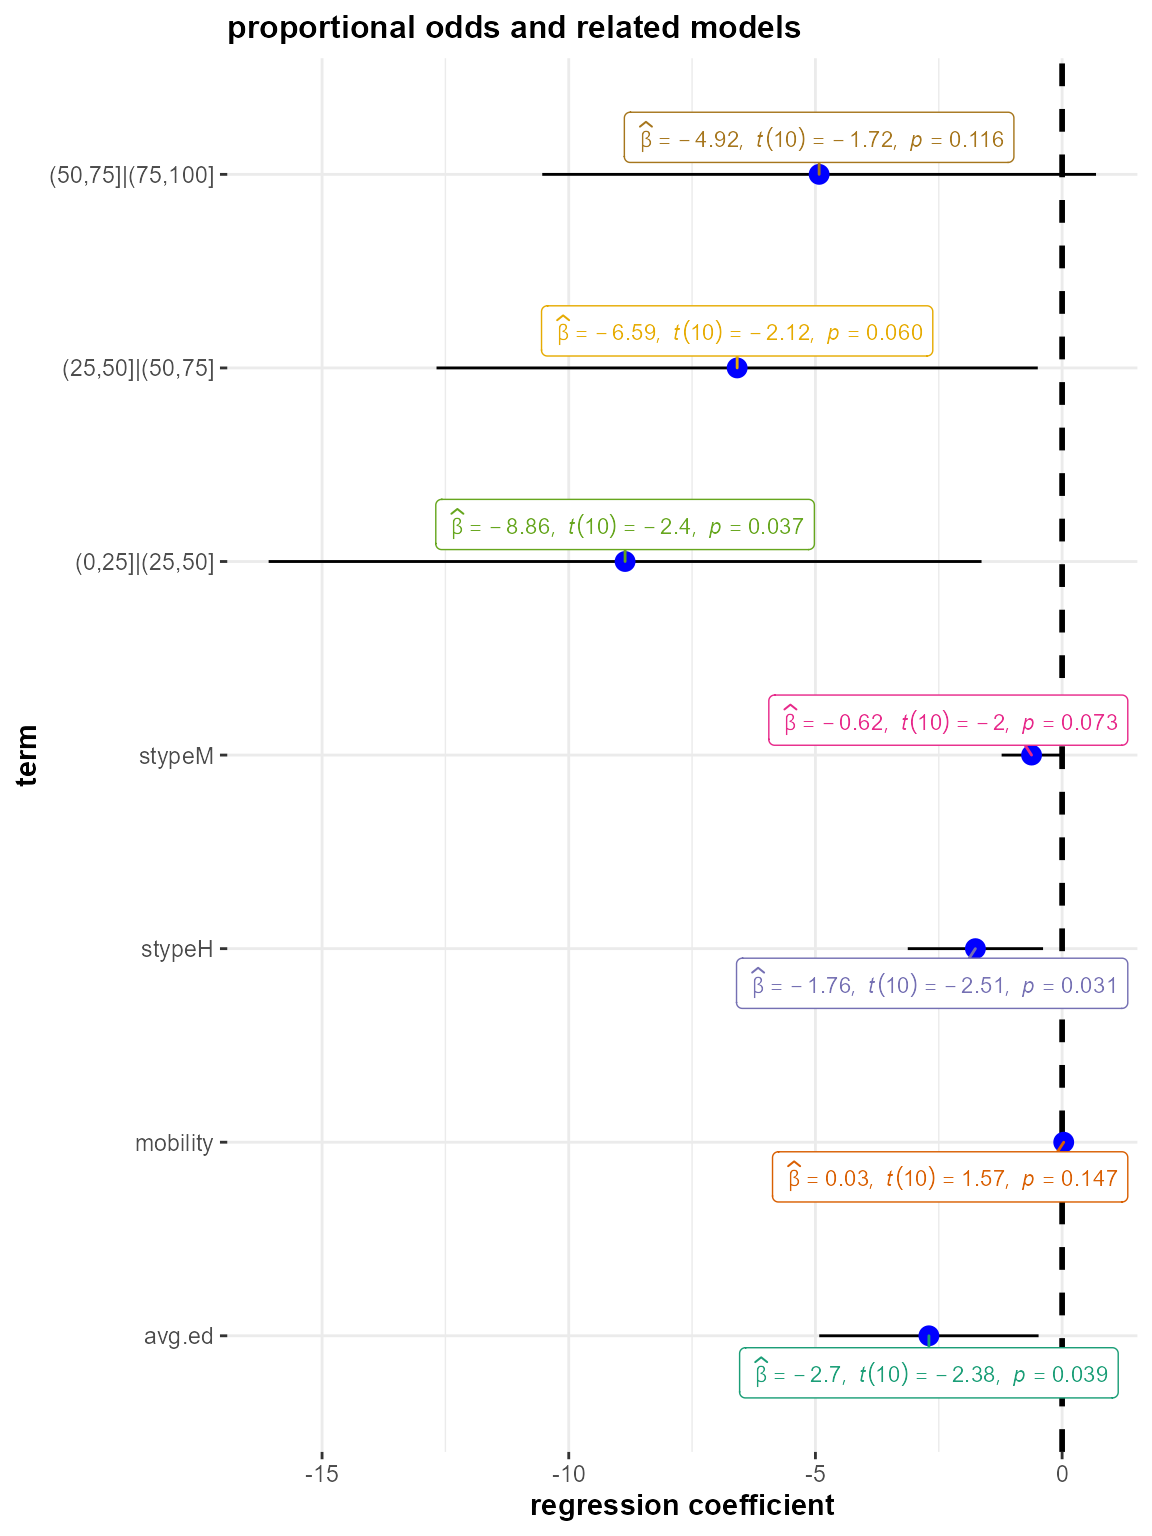 proportional odds and related models
β̂ = −4.92, t(10) = −1.72, p = 0.116
(50,75]|(75,100]
β̂ = −6.59, t(10) = −2.12, p = 0.060
(25,50]|(50,75]
β̂ = −8.86, t(10) = −2.4, p = 0.037
(0,25]|(25,50]
β̂ = −0.62, t(10) = −2, p = 0.073
term
stypeM
stypeH
β̂ = −1.76, t(10) = −2.51, p = 0.031
mobility
β̂ = 0.03, t(10) = 1.57, p = 0.147
avg.ed
β̂ = −2.7, t(10) = −2.38, p = 0.039
-15 -10 -5 0
regression coefficient